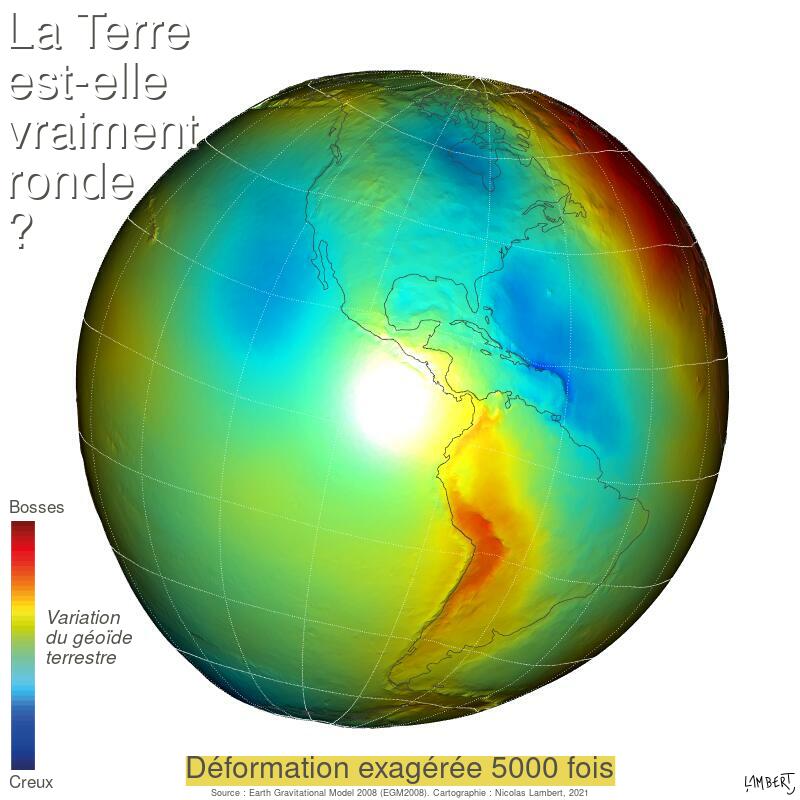 La Terre
est-elle
vraiment
ronde
?
Bosses
Variation
du géoïde
terrestre
Creux
Déformation exagérée 5000 fois
Source : Earth Gravitational Model 2008 (EGM2008). Cartographie : Nicolas Lambert, 2021
LAMBERT